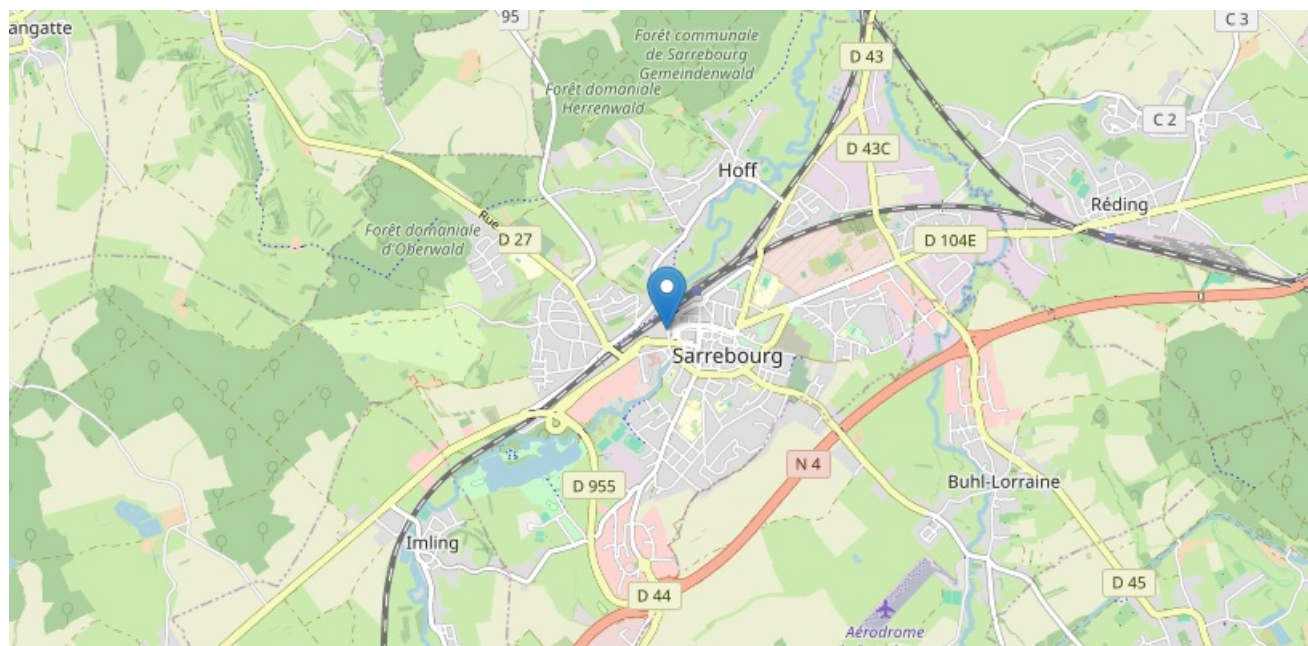 angatte
95
C 3
Forêt communale
de Sarrebourg
Gemeindenwald
D 43
Forêt domaniale
Herrenwald
C 2
D 43C
Hoff
Réding
Rue
D 27
Forêt domaniale
d'Oberwald
D 104E
Sarrebourg
N 4
D 955
Buhl-Lorraine
Imling
D 45
D 44
Aérodrome